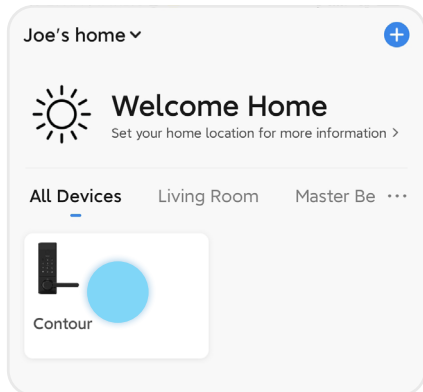 Joe's home
Welcome Home
Set your home location for more information >
All Devices Living Room Master Be ...
Contour